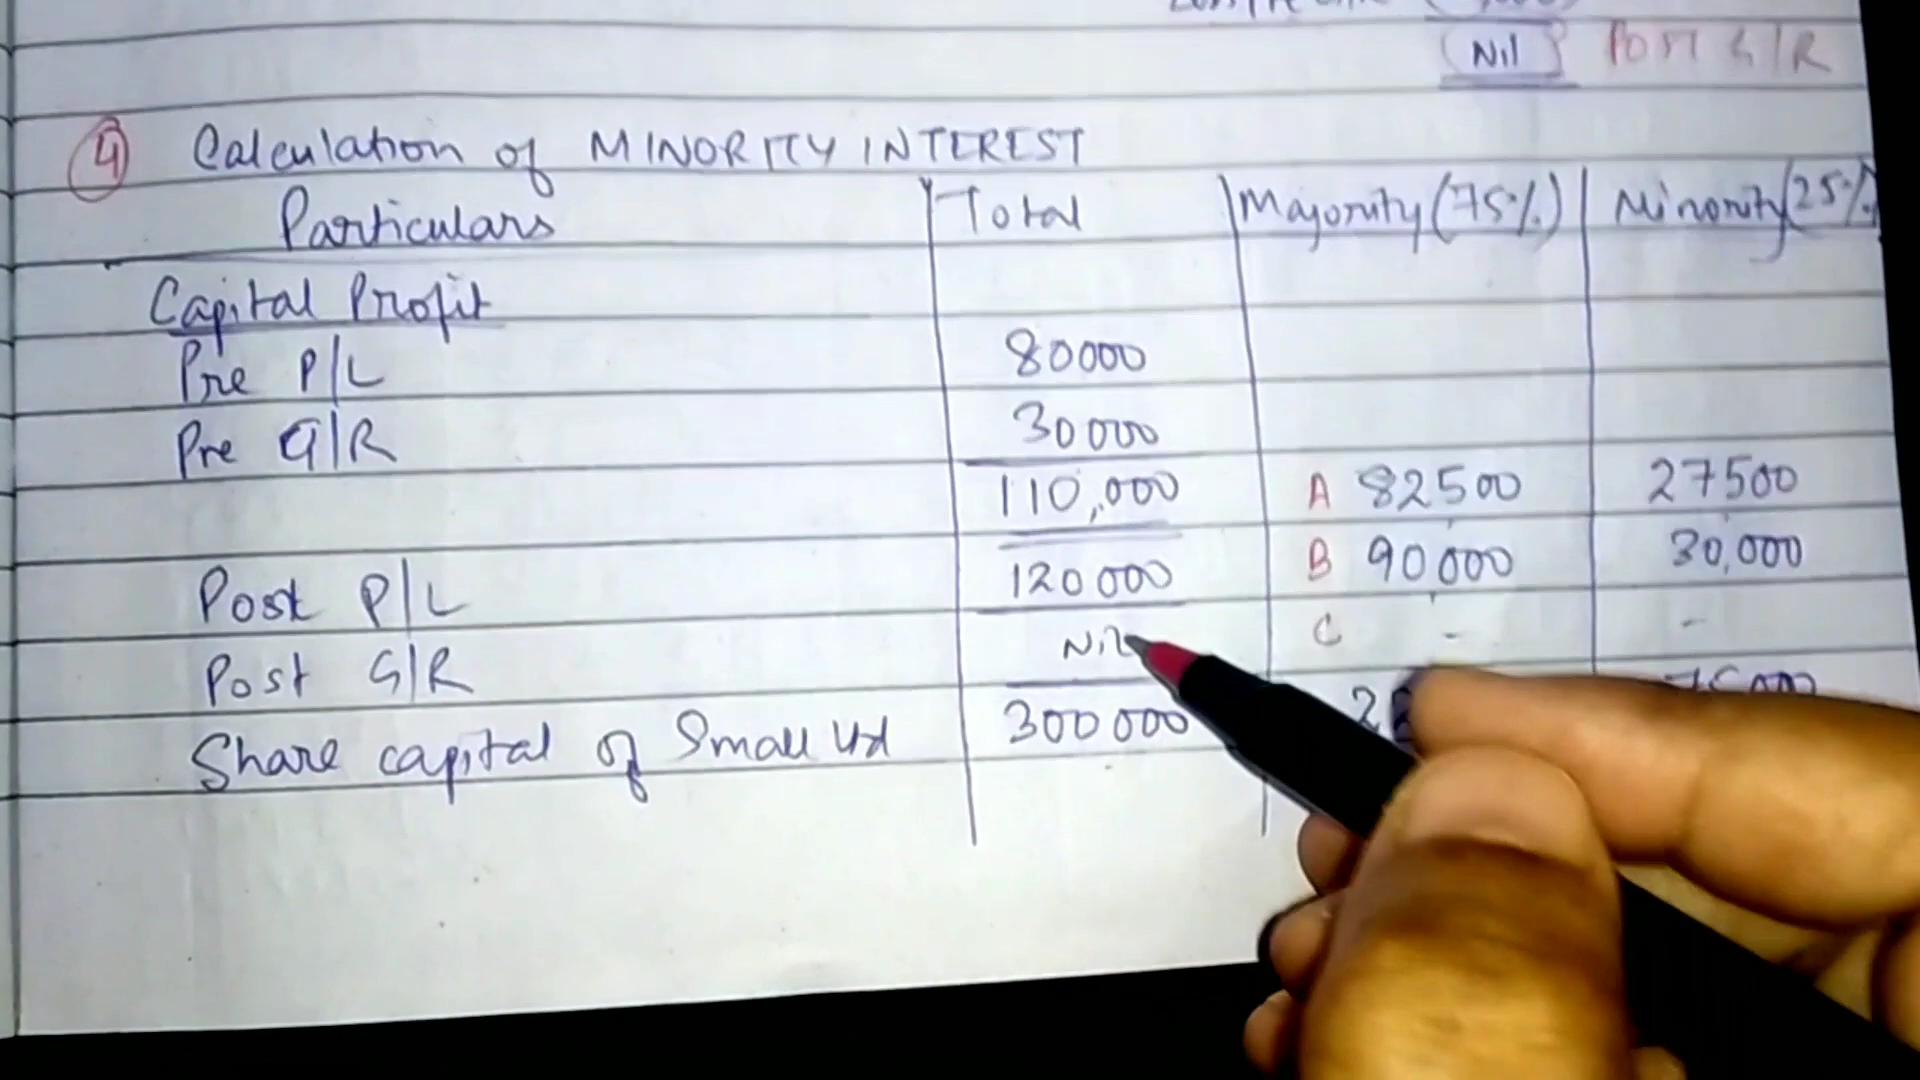 Nil POST G/R
4 Calculation of MINORITY INTEREST
Particulars Total Majority (75%) Minority (25%)
Capital Profit
Pre P/L 80000
Pre G/R 30000
110,000 A 82500 27500
Post P/L 120000 B 90000 30,000
Post G/R Nil C - -
Share capital of Small Ltd 300000